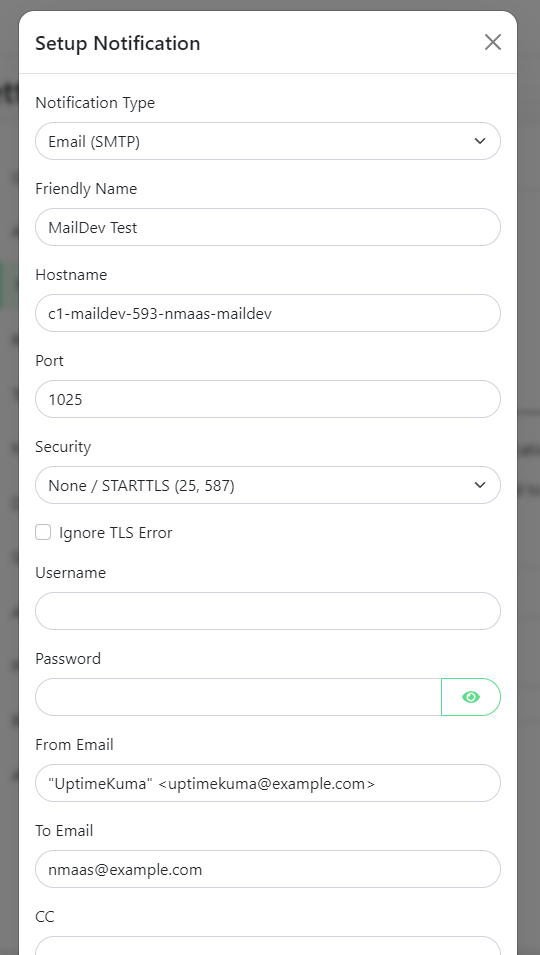 Setup Notification
Notification Type
Email (SMTP)
Friendly Name
MailDev Test
Hostname
c1-maildev-593-nmaas-maildev
Port
1025
Security
None / STARTTLS (25, 587)
Ignore TLS Error
Username
Password
From Email
"UptimeKuma" <uptimekuma@example.com>
To Email
nmaas@example.com
CC